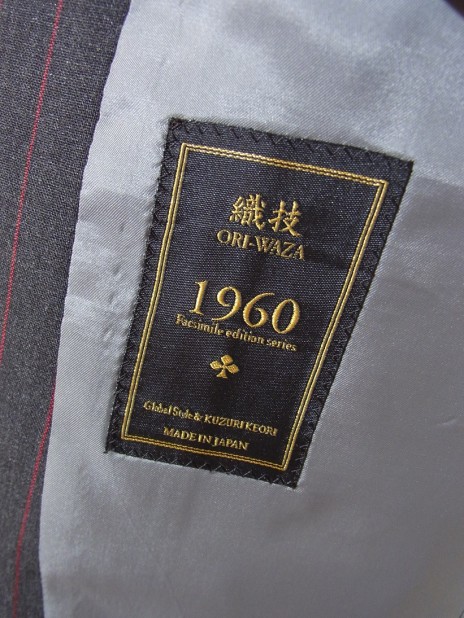 織技
ORI-WAZA
1960
Facsimile edition series
Global Style & KUZURI KEORI
MADE IN JAPAN